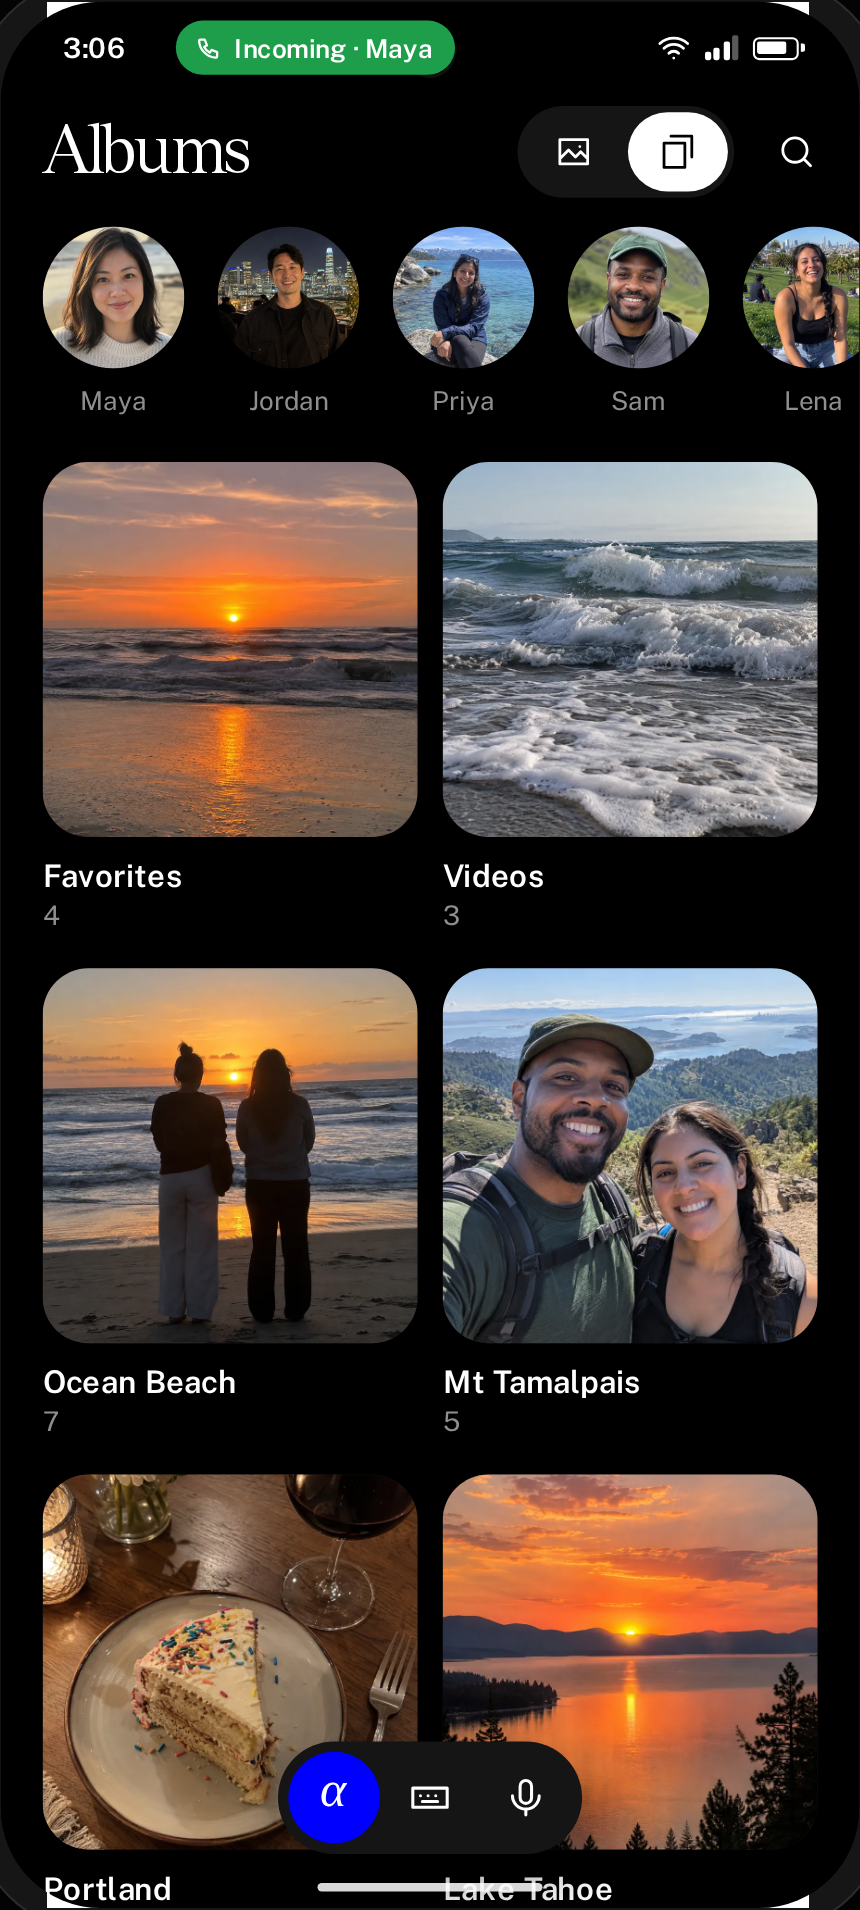 3:06
Incoming · Maya
Albums
Maya
Jordan
Priya
Sam
Lena
Favorites
4
Videos
3
Ocean Beach
7
Mt Tamalpais
5
α
Portland
Lake Tahoe